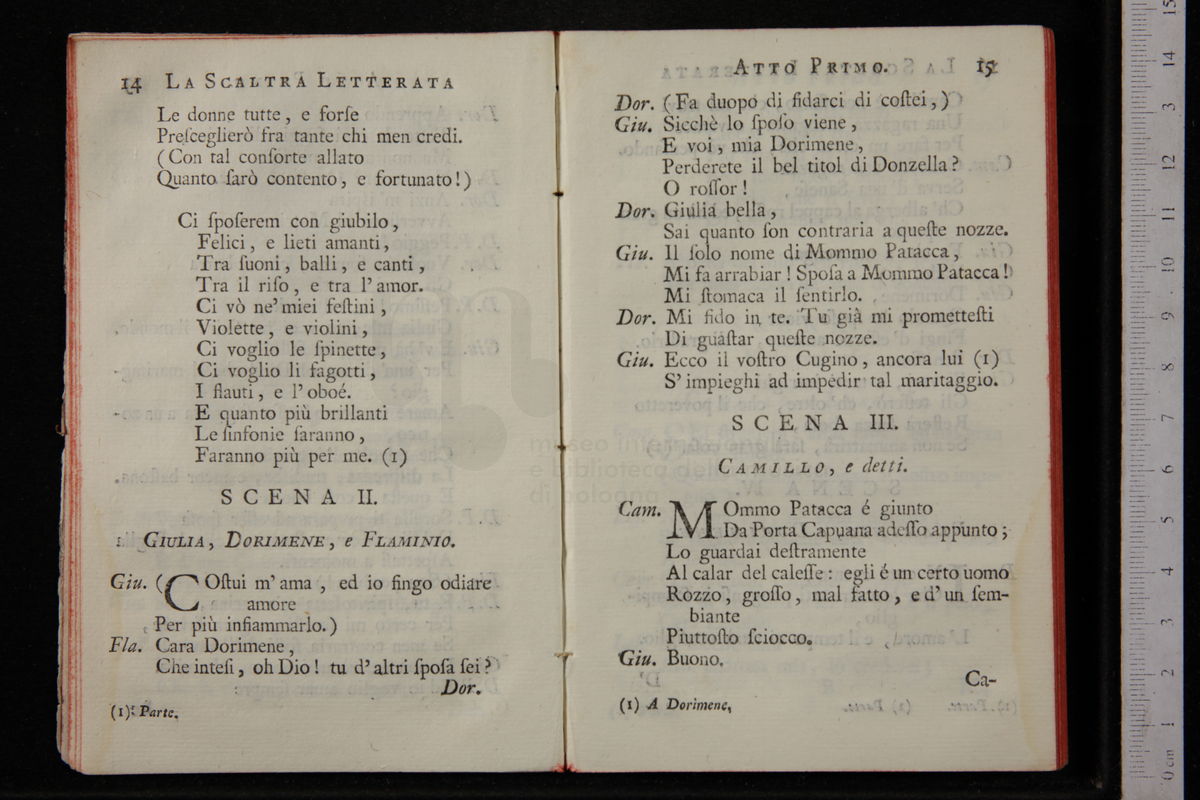 14 LA SCALTRA LETTERATA
Le donne tutte, e forſe
Preſceglierò fra tante chi men credi.
(Con tal conſorte allato
Quanto ſarò contento, e fortunato!)
Ci ſpoſerem con giubilo,
Felici, e lieti amanti,
Tra ſuoni, balli, e canti,
Tra il riſo, e tra l'amor.
Ci vò ne' miei feſtini,
Violette, e violini,
Ci voglio le ſpinette,
Ci voglio li fagotti,
I flauti, e l'oboé.
E quanto più brillanti
Le ſinfonie ſaranno,
Faranno più per me. (1)
SCENA II.
GIULIA, DORIMENE, e FLAMINIO.
Giu. (COſtui m'ama, ed io fingo odiare
amore
Per più infiammarlo.)
Fla. Cara Dorimene,
Che inteſi, oh Dio! tu d'altri ſpoſa ſei?
Dor.
(1) Parte.
ATTO PRIMO. 15
Dor. (Fa duopo di fidarci di coſtei,)
Giu. Sicchè lo ſpoſo viene,
E voi, mia Dorimene,
Perderete il bel titol di Donzella?
O roſſor!
Dor. Giulia bella,
Sai quanto ſon contraria a queſte nozze.
Giu. Il ſolo nome di Mommo Patacca,
Mi fa arrabiar! Spoſa a Mommo Patacca!
Mi ſtomaca il ſentirlo.
Dor. Mi fido in te. Tu già mi prometteſti
Di guaſtar queſte nozze.
Giu. Ecco il voſtro Cugino, ancora lui (1)
S'impieghi ad impedir tal maritaggio.
SCENA III.
CAMILLO, e detti.
Cam. MOmmo Patacca é giunto
Da Porta Capuana adeſſo appunto;
Lo guardai deſtramente
Al calar del caleſſe: egli é un certo uomo
Rozzo, groſſo, mal fatto, e d'un ſem-
biante
Piuttoſto ſciocco.
Giu. Buono.
Ca-
(1) A Dorimene,
museo internazionale
e biblioteca della
di bologna